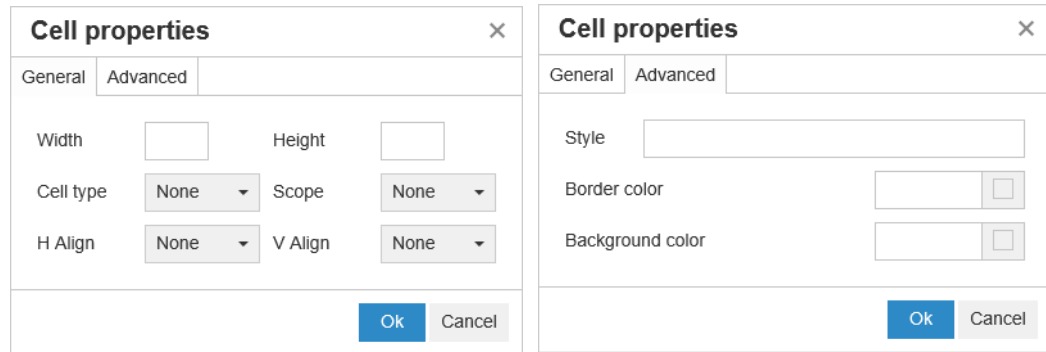 Cell properties ×
General Advanced
Width Height
Cell type None Scope None
H Align None V Align None
Ok Cancel
Cell properties ×
General Advanced
Style
Border color
Background color
Ok Cancel